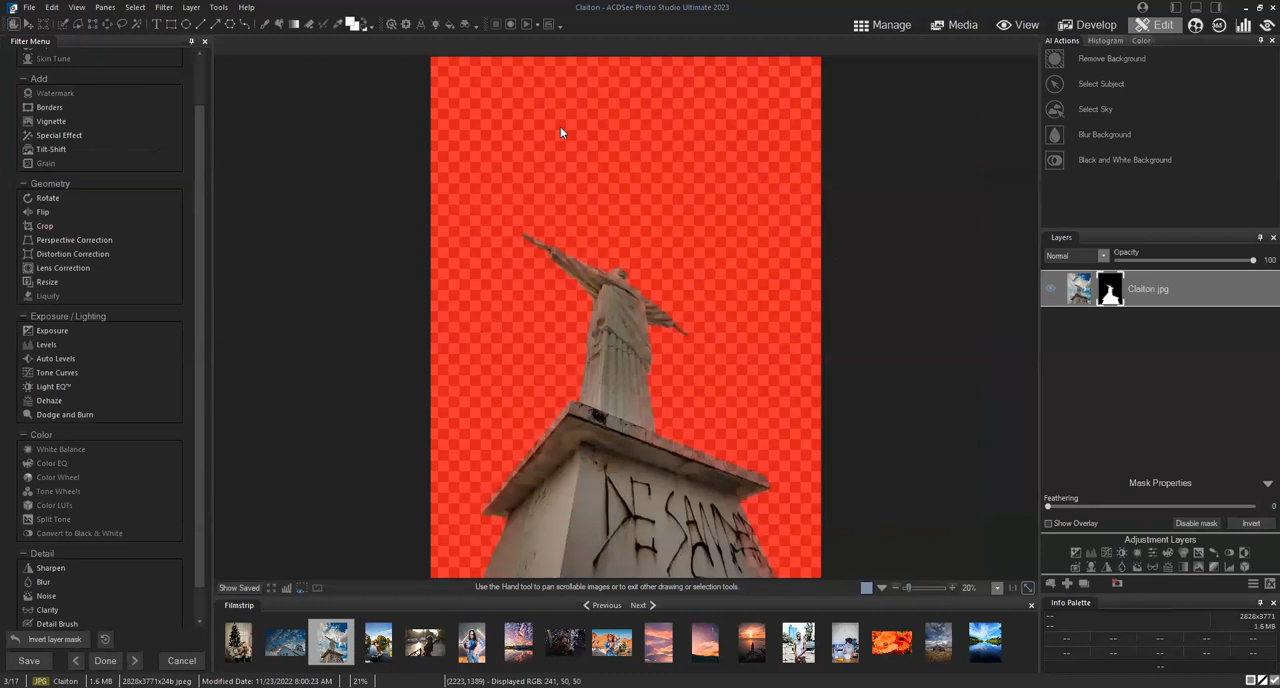 File Edit View Panes Select Filter Layer Tools Help
Claiton - ACDSee Photo Studio Ultimate 2023
Manage Media View Develop Edit 365
Filter Menu
Skin Tune
Add
Watermark
Borders
Vignette
Special Effect
Tilt-Shift
Grain
Geometry
Rotate
Flip
Crop
Perspective Correction
Distortion Correction
Lens Correction
Resize
Liquify
Exposure / Lighting
Exposure
Levels
Auto Levels
Tone Curves
Light EQ™
Dehaze
Dodge and Burn
Color
White Balance
Color EQ
Color Wheel
Tone Wheels
Color LUTs
Split Tone
Convert to Black & White
Detail
Sharpen
Blur
Noise
Clarity
Detail Brush
Invert layer mask
Save Done Cancel
Show Saved
Use the Hand tool to pan scrollable images or to exit other drawing or selection tools.
20%
1:1
Filmstrip
Previous Next
AI Actions Histogram Color
Remove Background
Select Subject
Select Sky
Blur Background
Black and White Background
Layers
Normal
Opacity
100
Claiton.jpg
Mask Properties
Feathering
0
Show Overlay Disable mask Invert
Adjustment Layers
Info Palette
2828x3771
1.6 MB
3/17 JPG Claiton 1.6 MB 2828x3771x24b jpeg Modified Date: 11/23/2022 8:00:23 AM 21% (2223,1389) - Displayed RGB: 241, 50, 50